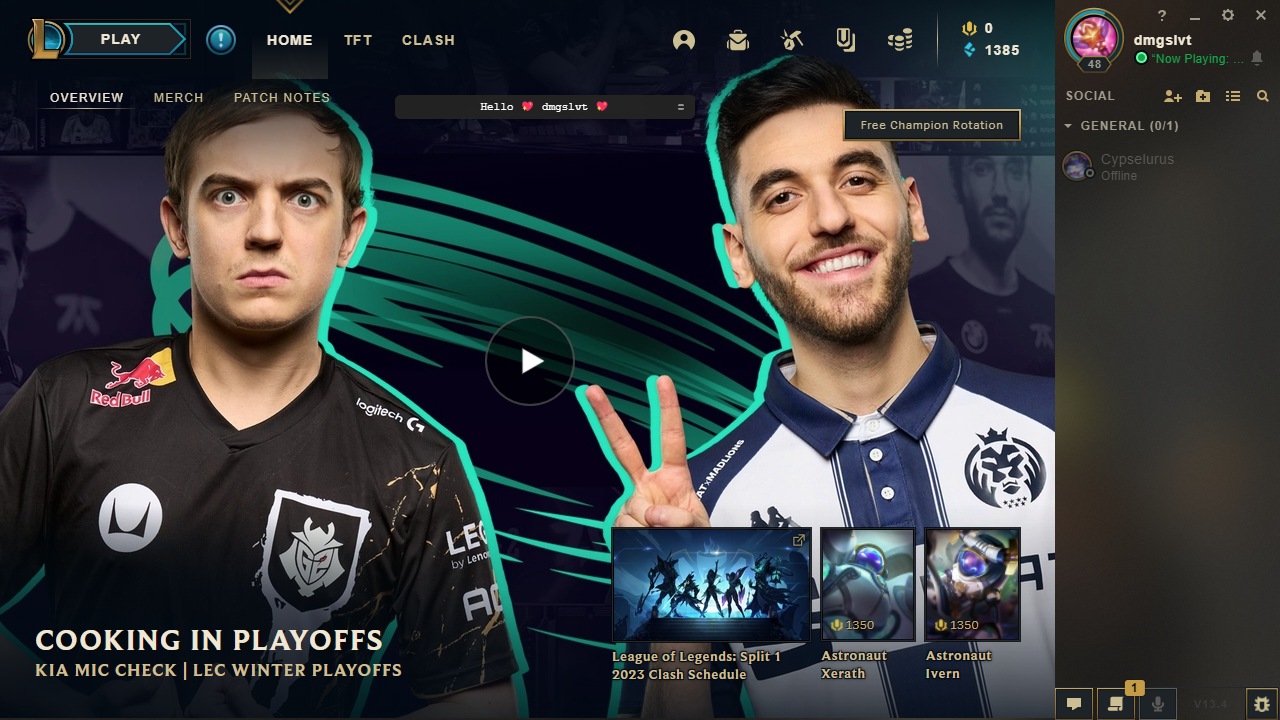 PLAY
HOME
TFT
CLASH
0
1385
?
48
dmgslvt
"Now Playing: ...
OVERVIEW
MERCH
PATCH NOTES
Hello 💖 dmgslvt 💖
=
Free Champion Rotation
SOCIAL
GENERAL (0/1)
Cypselurus
Offline
Red Bull
logitech G
MADLIONS
G2
by Leno
1350
1350
COOKING IN PLAYOFFS
KIA MIC CHECK | LEC WINTER PLAYOFFS
League of Legends: Split 1
2023 Clash Schedule
Astronaut
Xerath
Astronaut
Ivern
1
V13.4